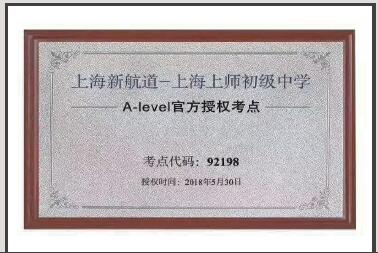 上海新航道-上海上师初级中学
A-level官方授权考点
考点代码：92198
授权时间：2018年5月30日